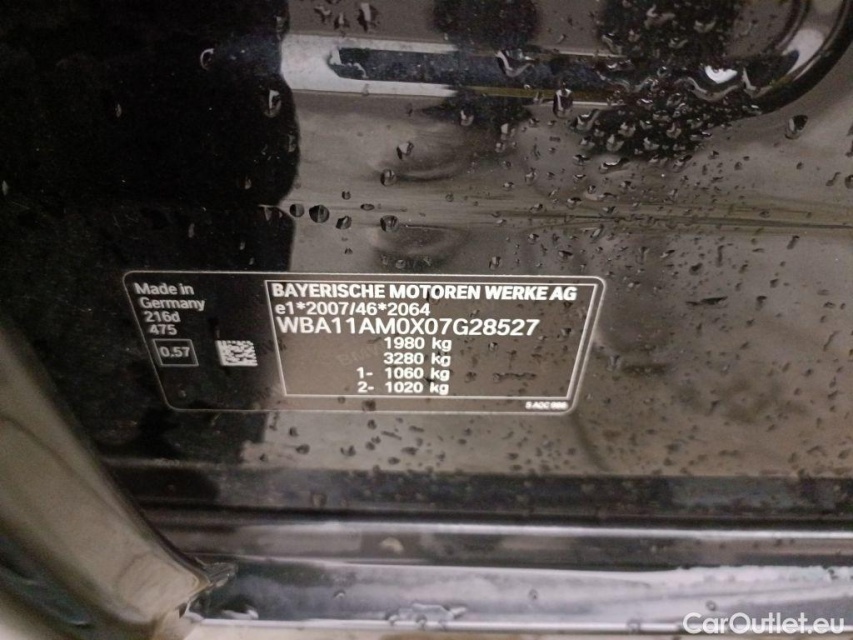 Made in
Germany
216d
475
0.57
BAYERISCHE MOTOREN WERKE AG
e1*2007/46*2064
WBA11AM0X07G28527
1980 kg
3280 kg
1- 1060 kg
2- 1020 kg
CarOutlet.eu